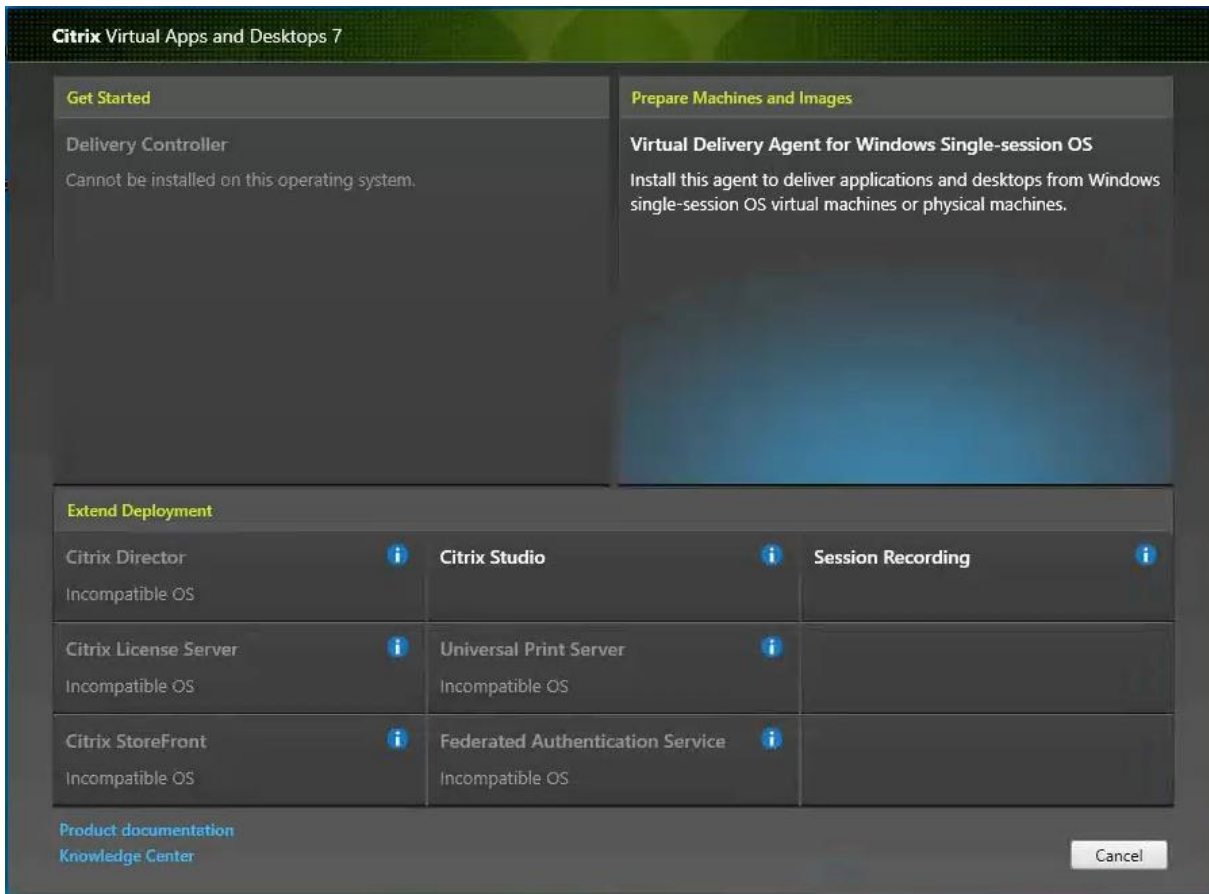 Citrix Virtual Apps and Desktops 7
Get Started
Delivery Controller
Cannot be installed on this operating system.
Prepare Machines and Images
Virtual Delivery Agent for Windows Single-session OS
Install this agent to deliver applications and desktops from Windows
single-session OS virtual machines or physical machines.
Extend Deployment
Citrix Director
Incompatible OS
Citrix Studio
Session Recording
Citrix License Server
Incompatible OS
Universal Print Server
Incompatible OS
Citrix StoreFront
Incompatible OS
Federated Authentication Service
Incompatible OS
Product documentation
Knowledge Center
Cancel